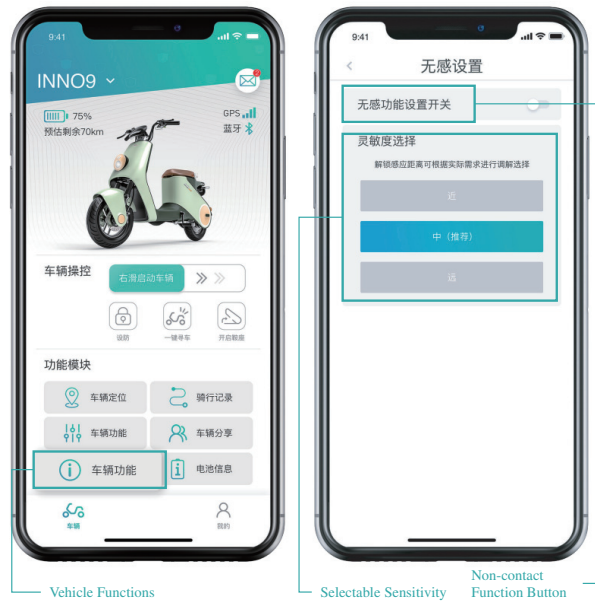 9:41
INNO9
75%
预估剩余70km
GPS
蓝牙
车辆操控
右滑启动车辆
设防
一键寻车
开启鞍座
功能模块
车辆定位
骑行记录
车辆功能
车辆分享
车辆功能
电池信息
车辆
我的
Vehicle Functions
9:41
无感设置
无感功能设置开关
灵敏度选择
解锁感应距离可根据实际需求进行调解选择
近
中（推荐）
远
Selectable Sensitivity
Non-contact
Function Button